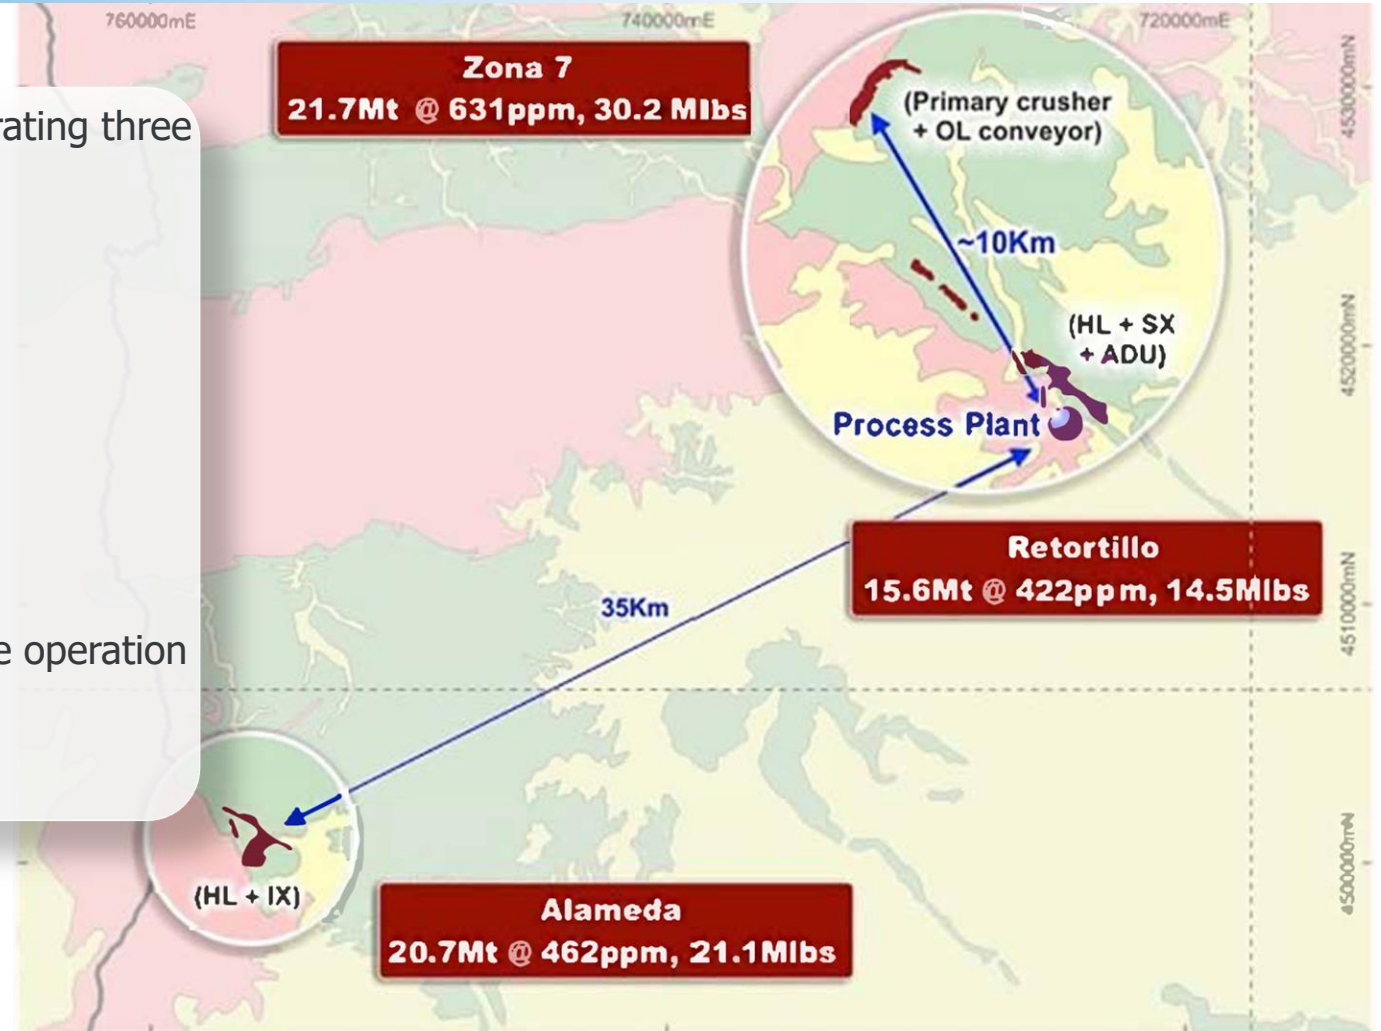 760000mE
740000mE
720000mE
Zona 7
21.7Mt @ 631ppm, 30.2 Mlbs
rating three
(Primary crusher
+ OL conveyor)
4530000mN
~10Km
(HL + SX
+ ADU)
4520000mN
Process Plant
Retortillo
15.6Mt @ 422ppm, 14.5Mlbs
35Km
4510000mN
e operation
4500000mN
(HL + IX)
Alameda
20.7Mt @ 462ppm, 21.1Mlbs